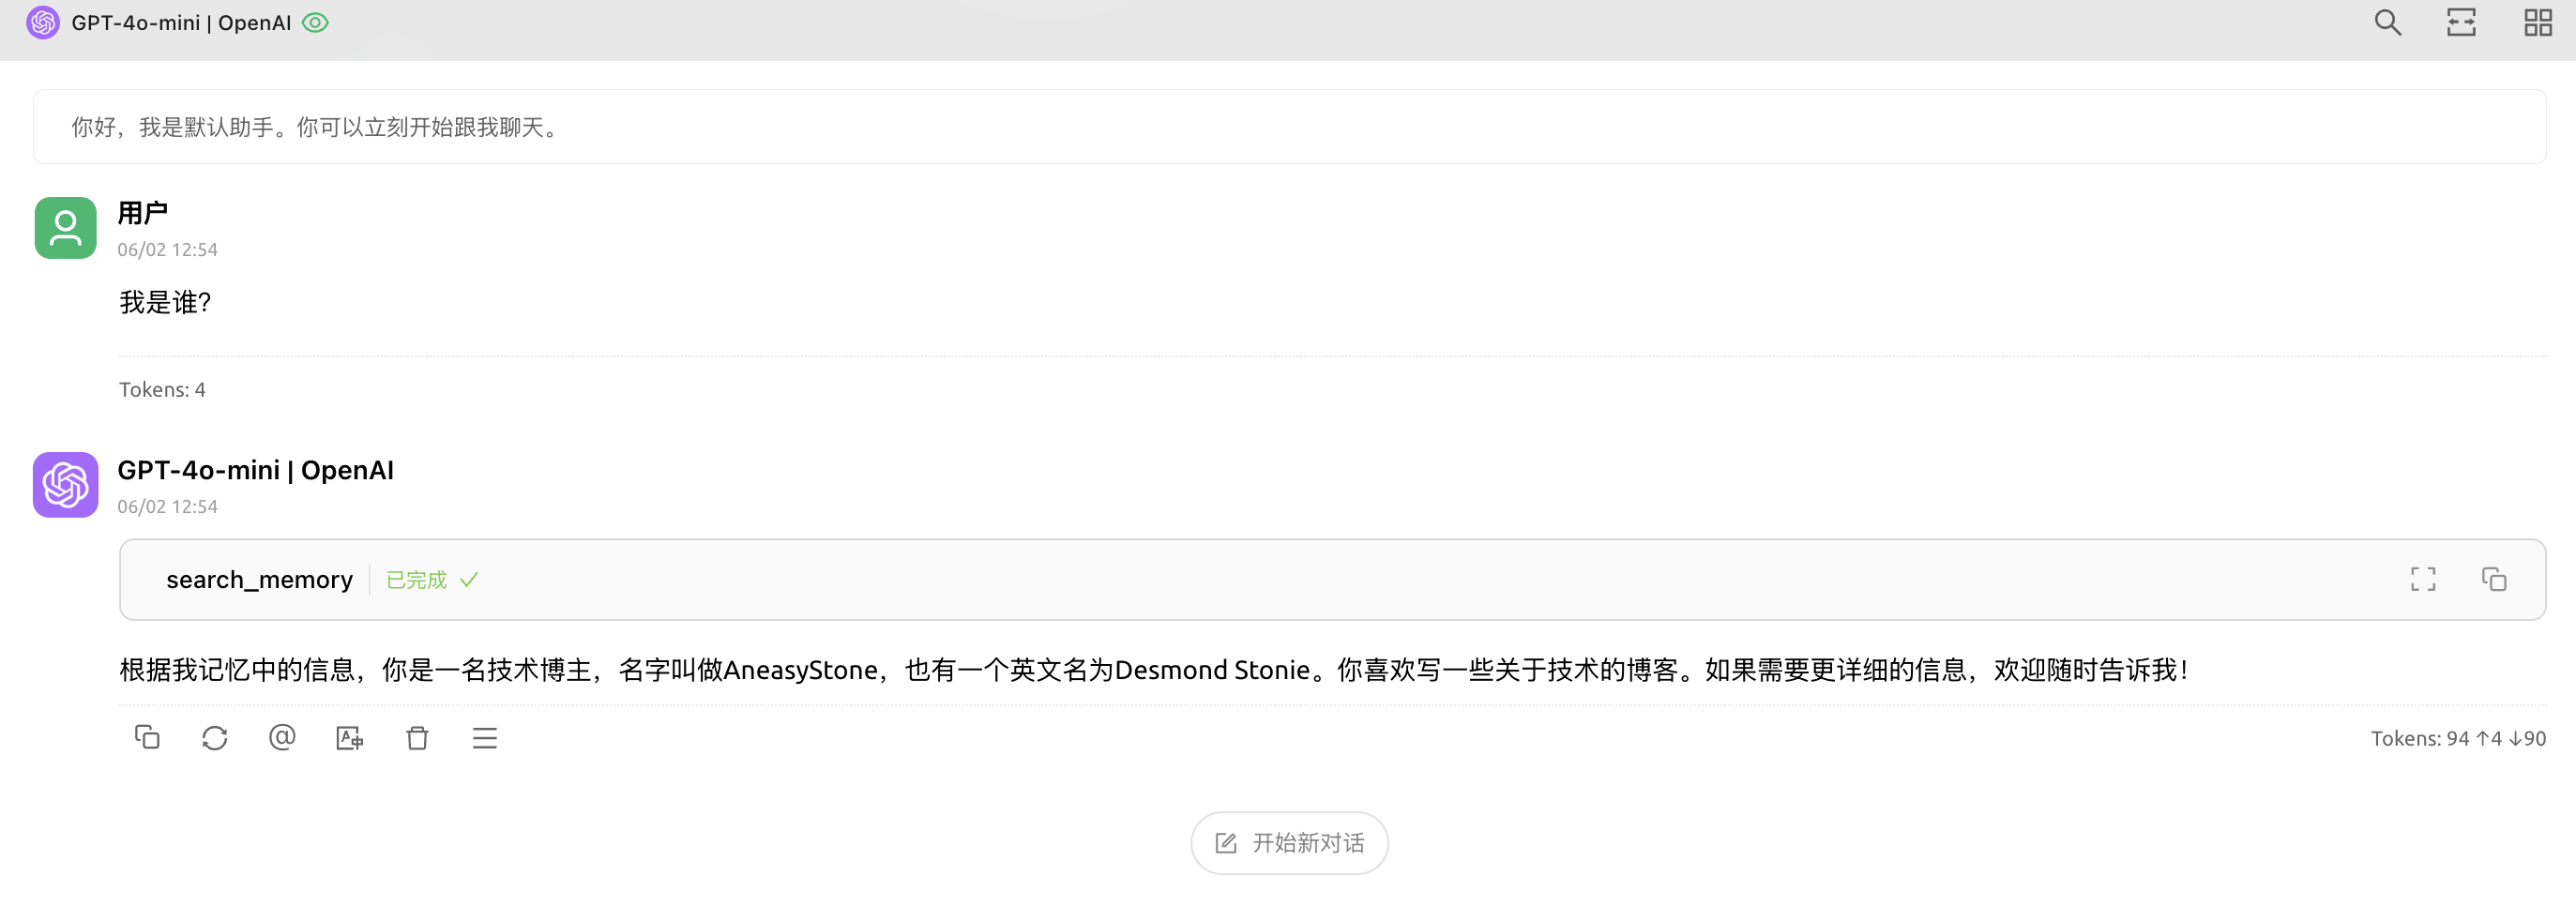 GPT-4o-mini | OpenAI
你好，我是默认助手。你可以立刻开始跟我聊天。
用户
06/02 12:54
我是谁？
Tokens: 4
GPT-4o-mini | OpenAI
06/02 12:54
search_memory 已完成
根据我记忆中的信息，你是一名技术博主，名字叫做AneasyStone，也有一个英文名为Desmond Stonie。你喜欢写一些关于技术的博客。如果需要更详细的信息，欢迎随时告诉我！
Tokens: 94 ↑4 ↓90
开始新对话